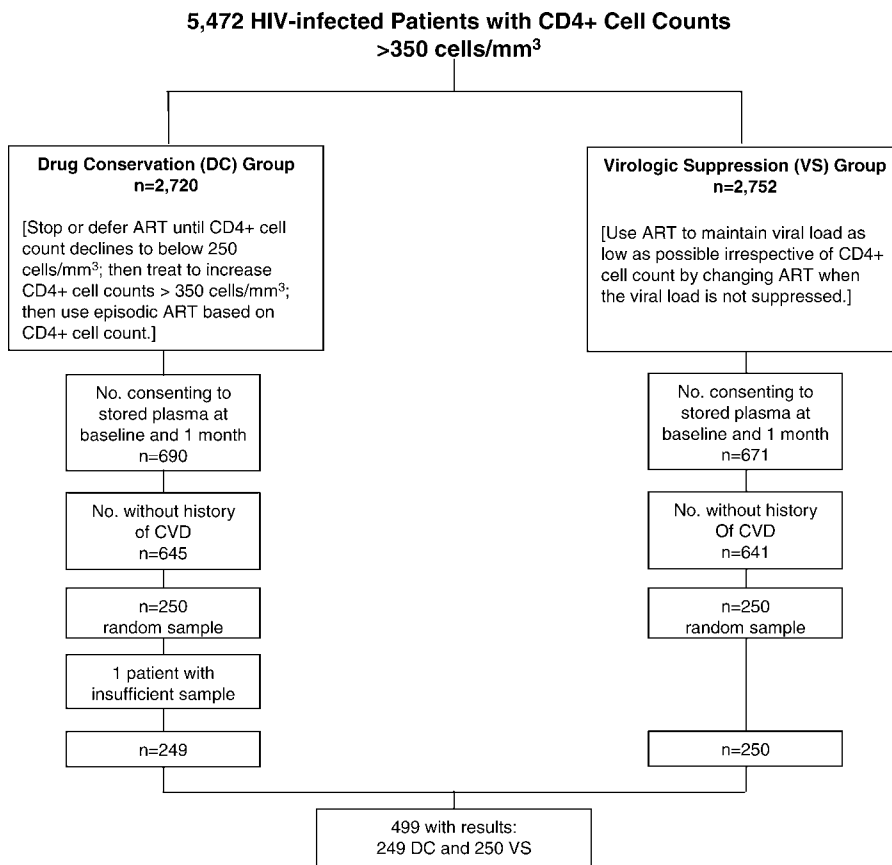 5,472 HIV-infected Patients with CD4+ Cell Counts
>350 cells/mm³
Drug Conservation (DC) Group
n=2,720
[Stop or defer ART until CD4+ cell
count declines to below 250
cells/mm³; then treat to increase
CD4+ cell counts > 350 cells/mm³;
then use episodic ART based on
CD4+ cell count.]
Virologic Suppression (VS) Group
n=2,752
[Use ART to maintain viral load as
low as possible irrespective of CD4+
cell count by changing ART when
the viral load is not suppressed.]
No. consenting to
stored plasma at
baseline and 1 month
n=690
No. consenting to
stored plasma at
baseline and 1 month
n=671
No. without history
of CVD
n=645
No. without history
Of CVD
n=641
n=250
random sample
n=250
random sample
1 patient with
insufficient sample
n=249
n=250
499 with results:
249 DC and 250 VS